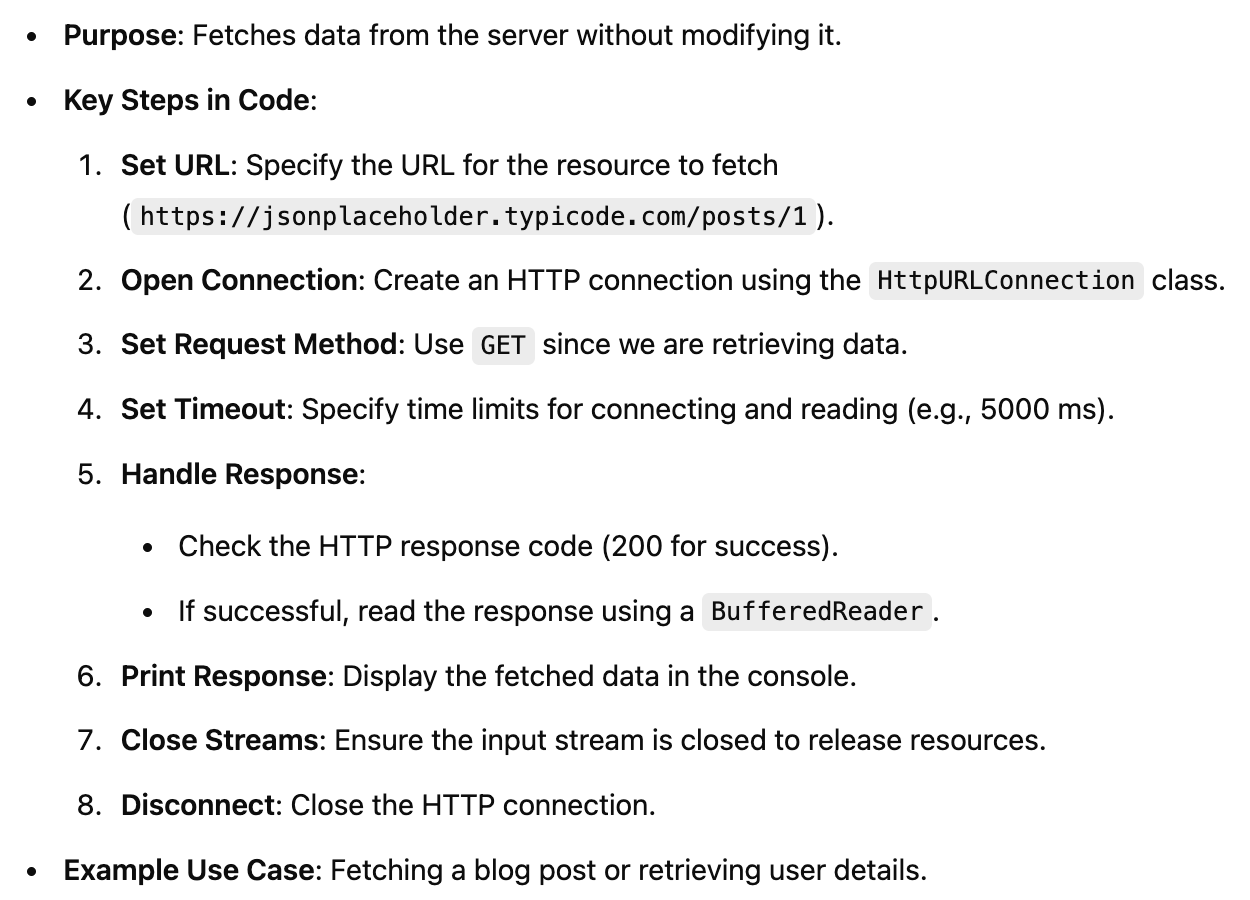 • Purpose: Fetches data from the server without modifying it.
• Key Steps in Code:
1. Set URL: Specify the URL for the resource to fetch
(https://jsonplaceholder.typicode.com/posts/1).
2. Open Connection: Create an HTTP connection using the HttpURLConnection class.
3. Set Request Method: Use GET since we are retrieving data.
4. Set Timeout: Specify time limits for connecting and reading (e.g., 5000 ms).
5. Handle Response:
• Check the HTTP response code (200 for success).
• If successful, read the response using a BufferedReader.
6. Print Response: Display the fetched data in the console.
7. Close Streams: Ensure the input stream is closed to release resources.
8. Disconnect: Close the HTTP connection.
• Example Use Case: Fetching a blog post or retrieving user details.